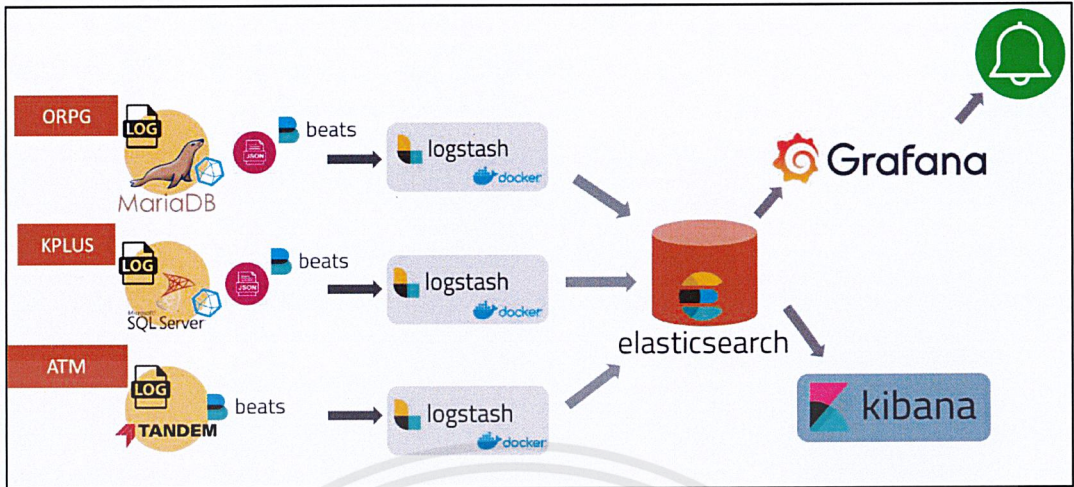 ORPG
LOG
JSON
beats
MariaDB
logstash
docker
Grafana
KPLUS
LOG
JSON
beats
Microsoft
SQL Server
logstash
docker
elasticsearch
ATM
LOG
beats
TANDEM
logstash
docker
kibana